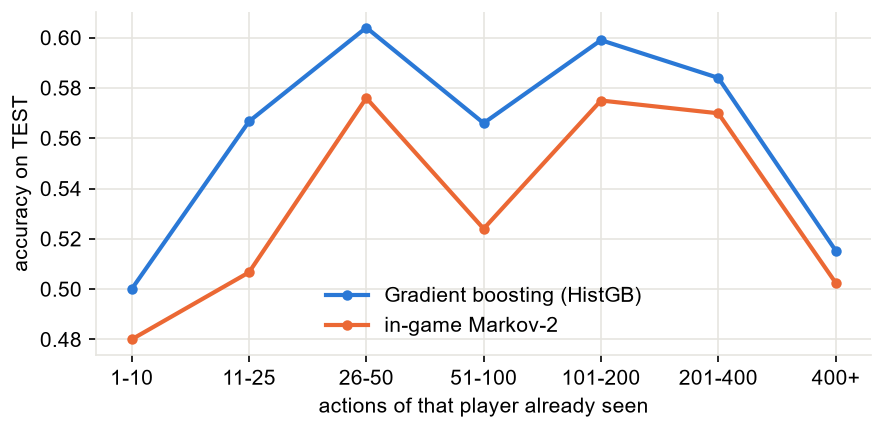 0.60
0.58
0.56
0.54
0.52
0.50
0.48
accuracy on TEST
Gradient boosting (HistGB)
in-game Markov-2
1-10 11-25 26-50 51-100 101-200 201-400 400+
actions of that player already seen